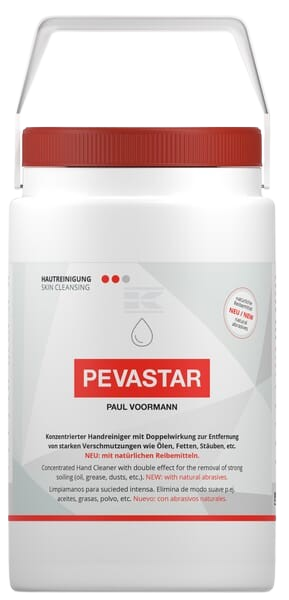 HAUTREINIGUNG
SKIN CLEANSING
natürliche
Reibemittel
NEU / NEW
natural
abrasives
PEVASTAR
PAUL VOORMANN
Konzentrierter Handreiniger mit Doppelwirkung zur Entfernung
von starken Verschmutzungen wie Ölen, Fetten, Stäuben, etc.
NEU: mit natürlichen Reibemitteln.
Concentrated Hand Cleaner with double effect for the removal of strong
soiling (oil, grease, dusts, etc.). NEW: with natural abrasives.
Limpiamanos para sucieded intensa. Elimina de modo suave p.ej.
aceites, grasas, polvo, etc. Nuevo: con abrasivos naturales.